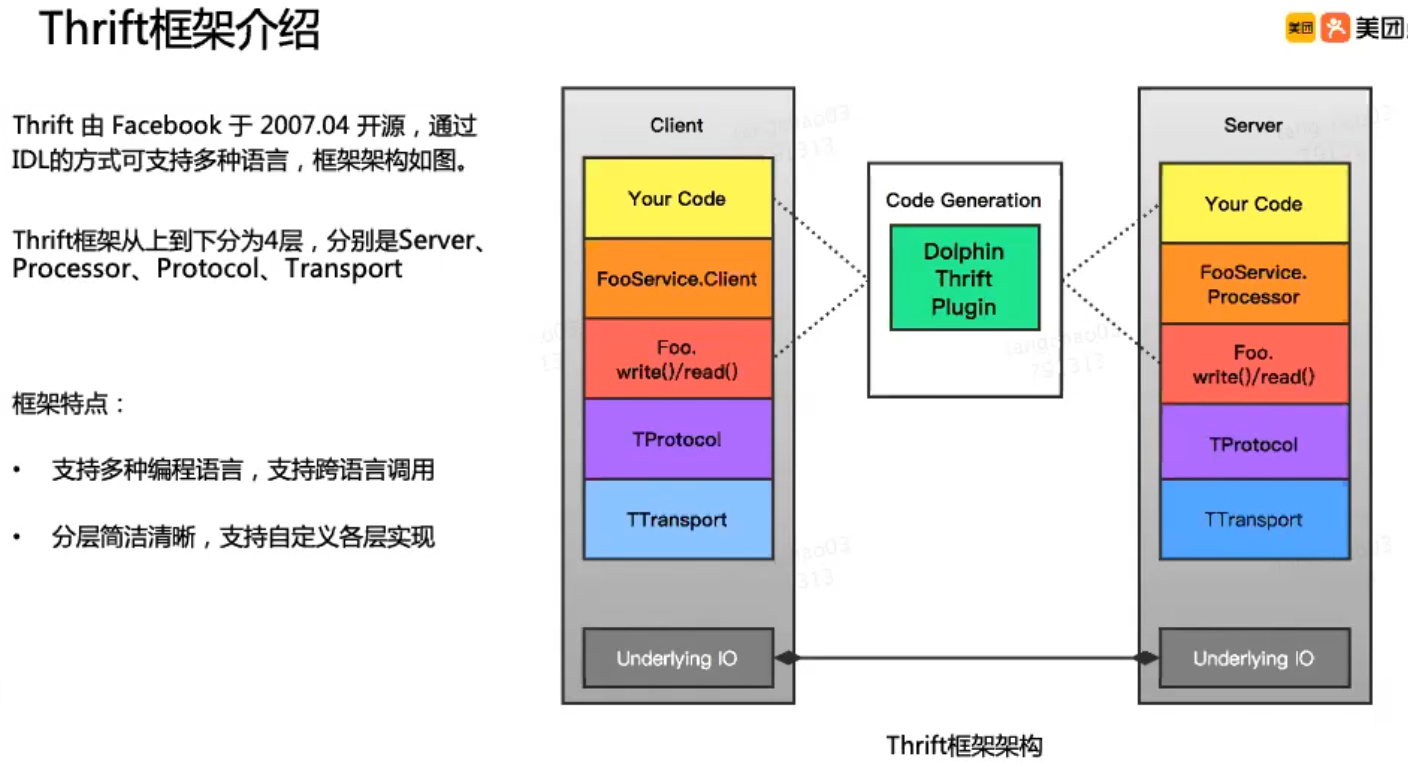 Thrift框架介绍
美团
美团
Thrift 由 Facebook 于 2007.04 开源，通过
IDL的方式可支持多种语言，框架架构如图。
Thrift框架从上到下分为4层，分别是Server、
Processor、Protocol、Transport
框架特点：
• 支持多种编程语言，支持跨语言调用
• 分层简洁清晰，支持自定义各层实现
Client
Your Code
FooService.Client
Foo.
write()/read()
TProtocol
TTransport
Underlying IO
Code Generation
Dolphin
Thrift
Plugin
Server
Your Code
FooService.
Processor
Foo.
write()/read()
TProtocol
TTransport
Underlying IO
Thrift框架架构